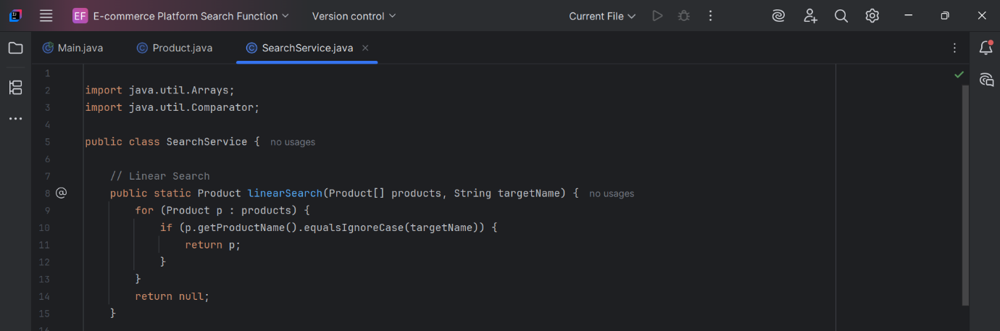 EF E-commerce Platform Search Function Version control Current File
Main.java Product.java SearchService.java
1
2 import java.util.Arrays;
3 import java.util.Comparator;
4
5 public class SearchService { no usages
6
7 // Linear Search
8 @ public static Product linearSearch(Product[] products, String targetName) { no usages
9 for (Product p : products) {
10 if (p.getProductName().equalsIgnoreCase(targetName)) {
11 return p;
12 }
13 }
14 return null;
15 }
16